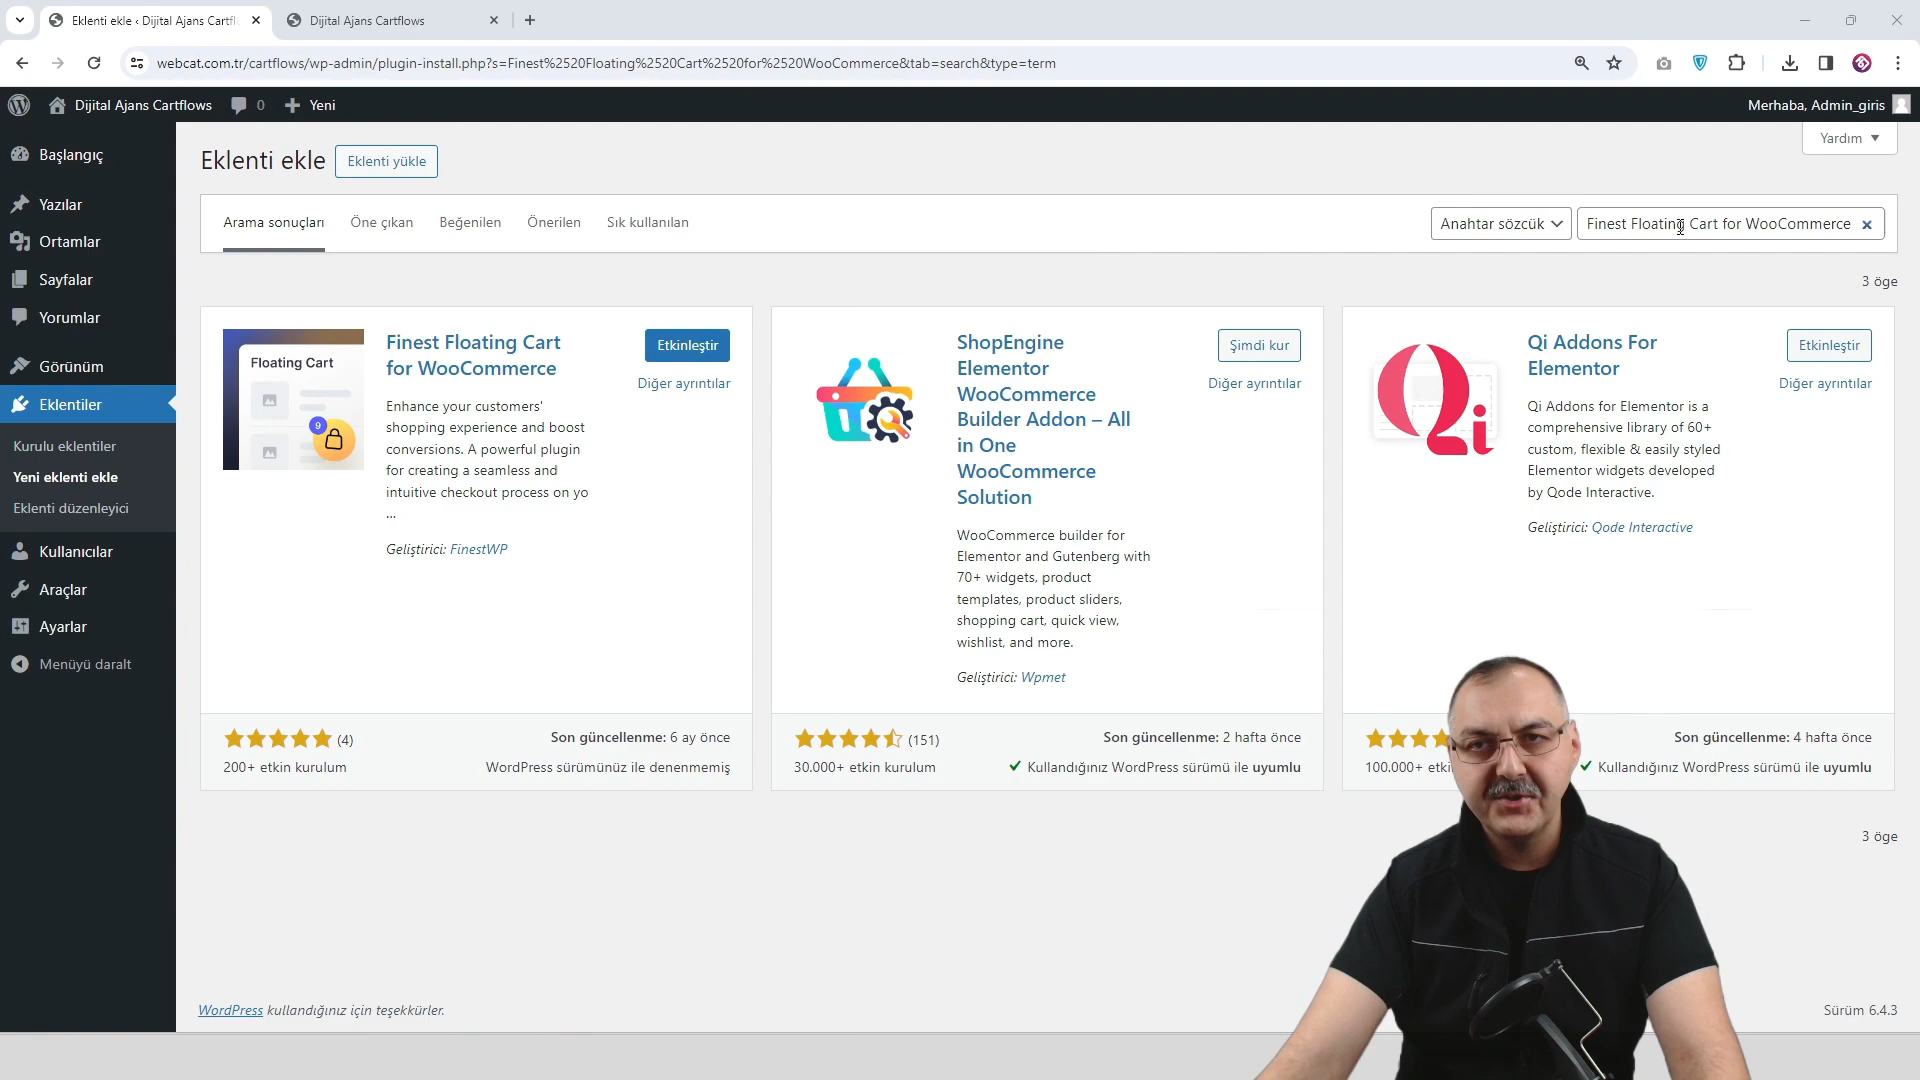 Eklenti ekle ‹ Dijital Ajans Cartfl
Dijital Ajans Cartflows
webcat.com.tr/cartflows/wp-admin/plugin-install.php?s=Finest%2520Floating%2520Cart%2520for%2520WooCommerce&tab=search&type=term
Dijital Ajans Cartflows
0
Yeni
Merhaba, Admin_giris
Başlangıç
Yazılar
Ortamlar
Sayfalar
Yorumlar
Görünüm
Eklentiler
Kurulu eklentiler
Yeni eklenti ekle
Eklenti düzenleyici
Kullanıcılar
Araçlar
Ayarlar
Menüyü daralt
Yardım
Eklenti ekle
Eklenti yükle
Arama sonuçları
Öne çıkan
Beğenilen
Önerilen
Sık kullanılan
Anahtar sözcük
Finest Floating Cart for WooCommerce
3 öge
Floating Cart
9
Finest Floating Cart
for WooCommerce
Etkinleştir
Diğer ayrıntılar
Enhance your customers'
shopping experience and boost
conversions. A powerful plugin
for creating a seamless and
intuitive checkout process on yo
...
Geliştirici: FinestWP
(4)
Son güncellenme: 6 ay önce
200+ etkin kurulum
WordPress sürümünüz ile denenmemiş
ShopEngine
Elementor
WooCommerce
Builder Addon – All
in One
WooCommerce
Solution
Şimdi kur
Diğer ayrıntılar
WooCommerce builder for
Elementor and Gutenberg with
70+ widgets, product
templates, product sliders,
shopping cart, quick view,
wishlist, and more.
Geliştirici: Wpmet
(151)
Son güncellenme: 2 hafta önce
30.000+ etkin kurulum
Kullandığınız WordPress sürümü ile uyumlu
Qi
Qi Addons For
Elementor
Etkinleştir
Diğer ayrıntılar
Qi Addons for Elementor is a
comprehensive library of 60+
custom, flexible & easily styled
Elementor widgets developed
by Qode Interactive.
Geliştirici: Qode Interactive
Son güncellenme: 4 hafta önce
100.000+ etki
Kullandığınız WordPress sürümü ile uyumlu
3 öge
WordPress kullandığınız için teşekkürler.
Sürüm 6.4.3